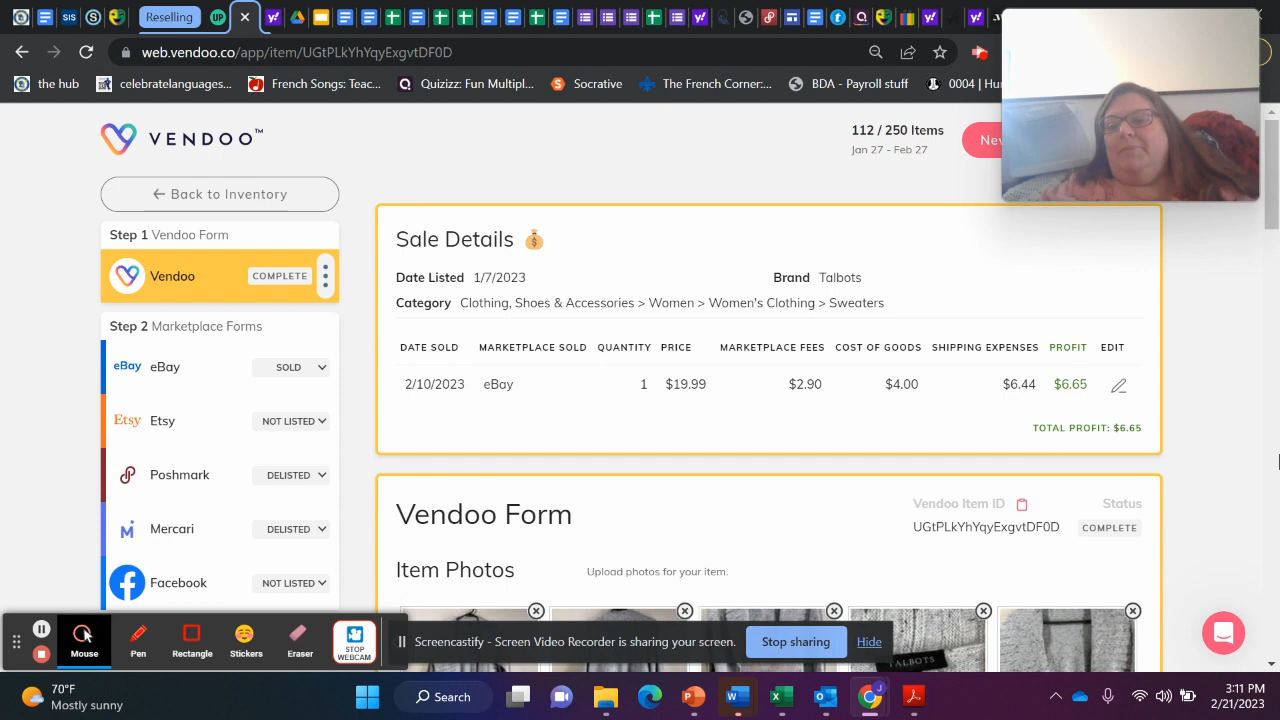 SIS
Reselling
UP
web.vendoo.co/app/item/UGtPLkYhYqyExgvtDF0D
the hub
celebratelanguages...
French Songs: Teac...
Quizizz: Fun Multipl...
Socrative
The French Corner:...
BDA - Payroll stuff
VENDOO™
112 / 250 Items
Jan 27 - Feb 27
← Back to Inventory
Step 1 Vendoo Form
Vendoo COMPLETE
Step 2 Marketplace Forms
eBay eBay SOLD
Etsy Etsy NOT LISTED
Poshmark DELISTED
Mercari DELISTED
Facebook NOT LISTED
Sale Details
Date Listed 1/7/2023 Brand Talbots
Category Clothing, Shoes & Accessories > Women > Women's Clothing > Sweaters
DATE SOLD MARKETPLACE SOLD QUANTITY PRICE MARKETPLACE FEES COST OF GOODS SHIPPING EXPENSES PROFIT EDIT
2/10/2023 eBay 1 $19.99 $2.90 $4.00 $6.44 $6.65
TOTAL PROFIT: $6.65
Vendoo Form
Vendoo Item ID Status
UGtPLkYhYqyExgvtDF0D COMPLETE
Item Photos Upload photos for your item.
TALBOTS
Mouse Pen Rectangle Stickers Eraser STOP WEBCAM
Screencastify - Screen Video Recorder is sharing your screen. Stop sharing Hide
70°F
Mostly sunny
Search
3:11 PM
2/21/2023